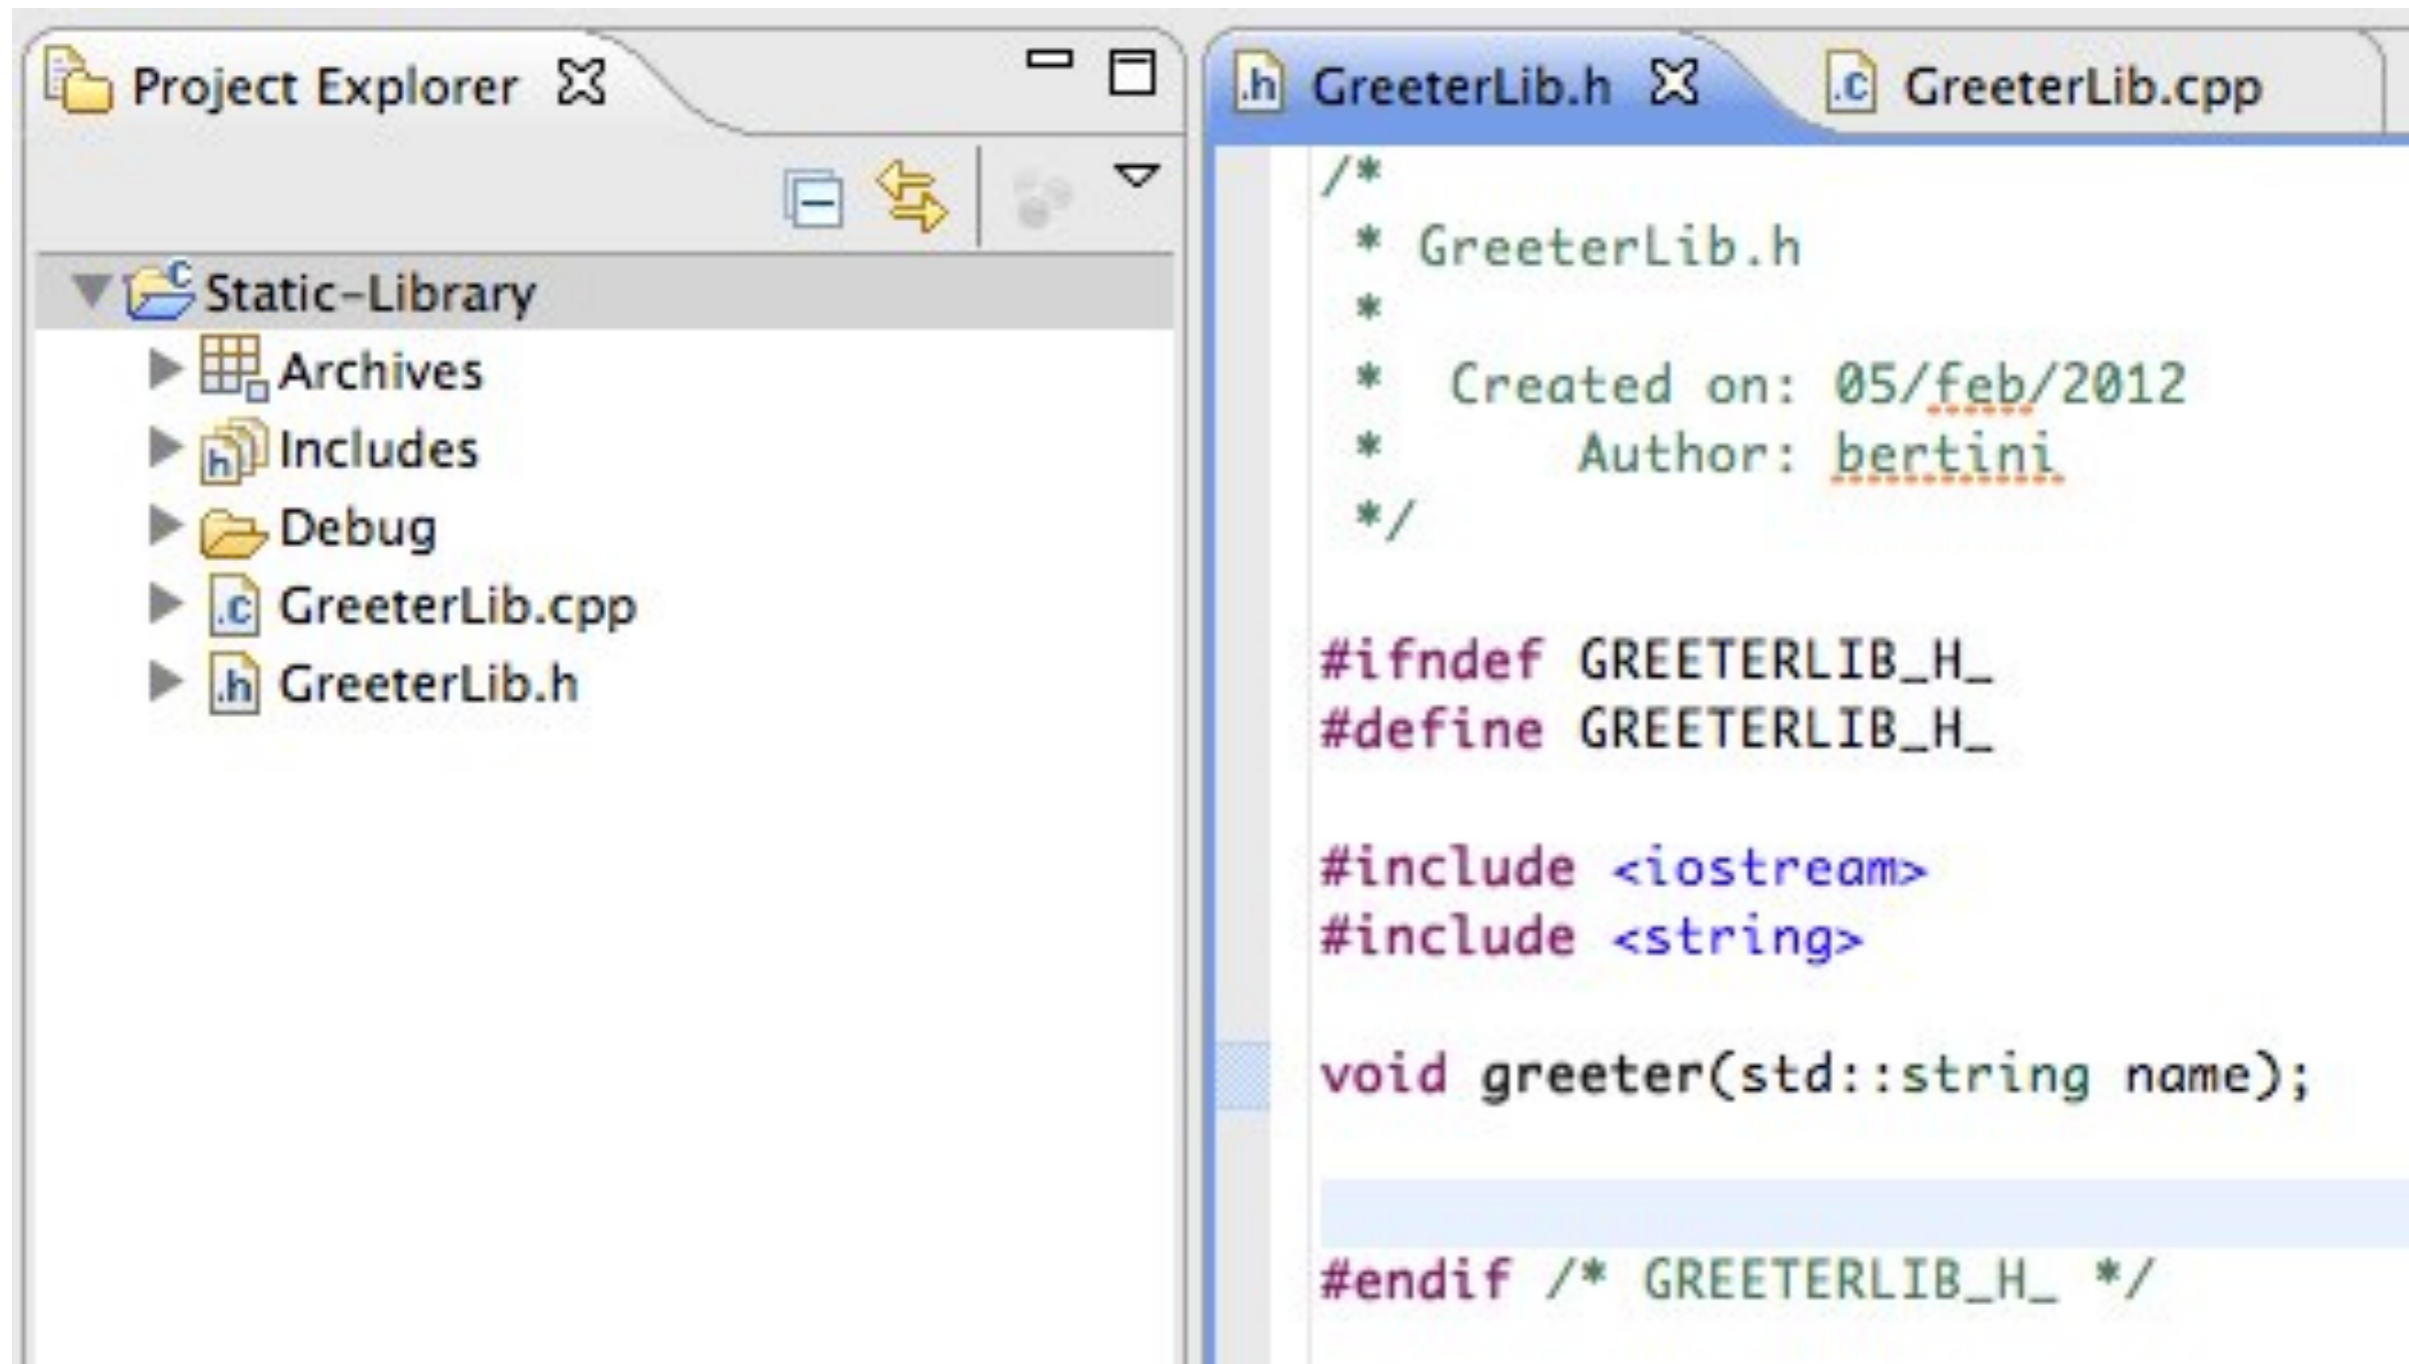 Project Explorer
Static-Library
Archives
Includes
Debug
GreeterLib.cpp
GreeterLib.h
GreeterLib.h GreeterLib.cpp
/*
 * GreeterLib.h
 *
 *  Created on: 05/feb/2012
 *      Author: bertini
 */
#ifndef GREETERLIB_H_
#define GREETERLIB_H_
#include <iostream>
#include <string>
void greeter(std::string name);
#endif /* GREETERLIB_H_ */